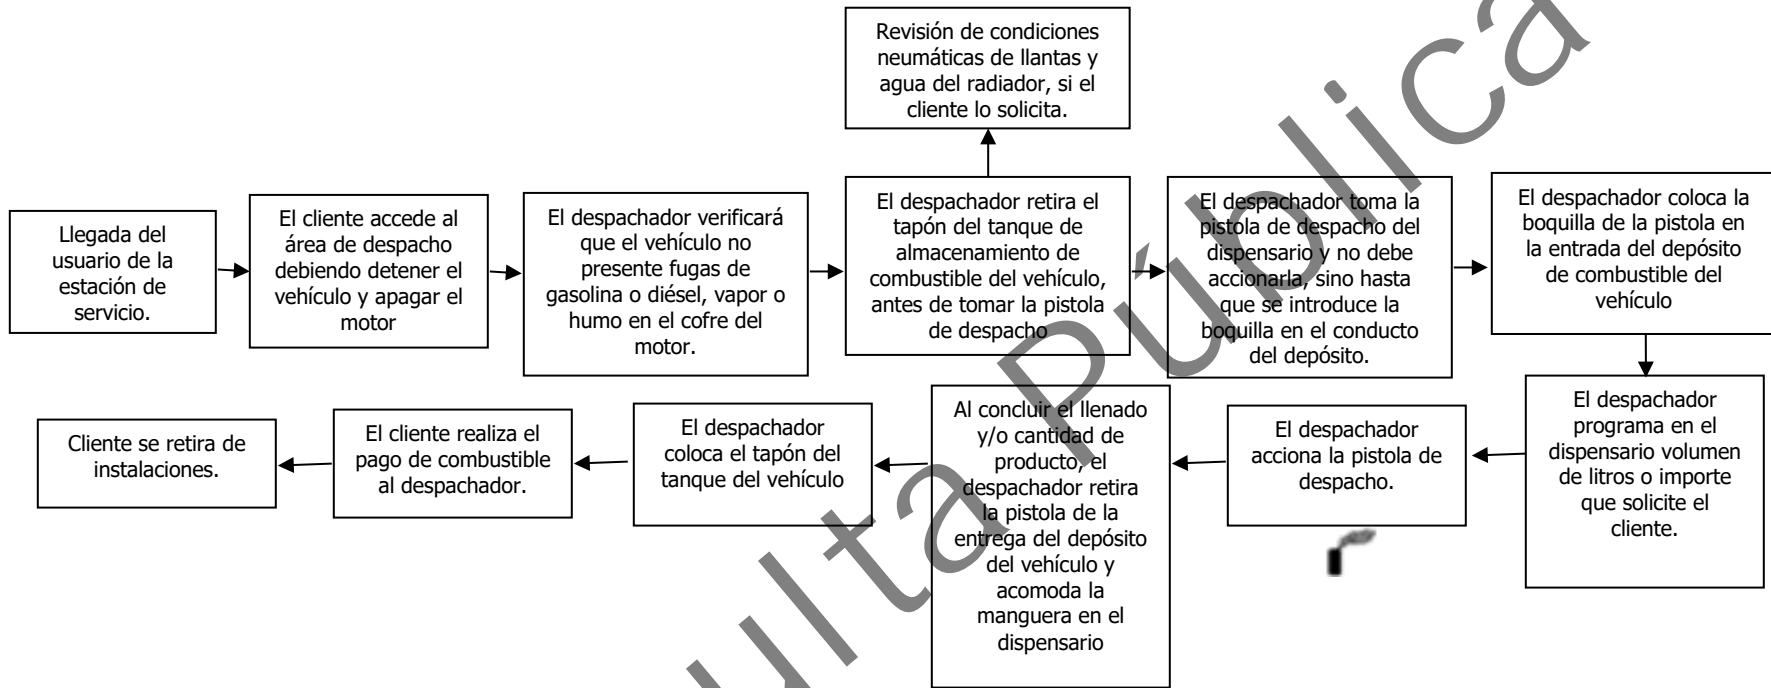 Revisión de condiciones
neumáticas de llantas y
agua del radiador, si el
cliente lo solicita.
Llegada del
usuario de la
estación de
servicio.
El cliente accede al
área de despacho
debiendo detener el
vehículo y apagar el
motor
El despachador verificará
que el vehículo no
presente fugas de
gasolina o diésel, vapor o
humo en el cofre del
motor.
El despachador retira el
tapón del tanque de
almacenamiento de
combustible del vehículo,
antes de tomar la pistola
de despacho
El despachador toma la
pistola de despacho del
dispensario y no debe
accionarla, sino hasta
que se introduce la
boquilla en el conducto
del depósito.
El despachador coloca la
boquilla de la pistola en
la entrada del depósito
de combustible del
vehículo
El despachador
programa en el
dispensario volumen
de litros o importe
que solicite el
cliente.
El despachador
acciona la pistola de
despacho.
Al concluir el llenado
y/o cantidad de
producto, el
despachador retira
la pistola de la
entrega del depósito
del vehículo y
acomoda la
manguera en el
dispensario
El despachador
coloca el tapón del
tanque del vehículo
El cliente realiza el
pago de combustible
al despachador.
Cliente se retira de
instalaciones.
ulta Pública